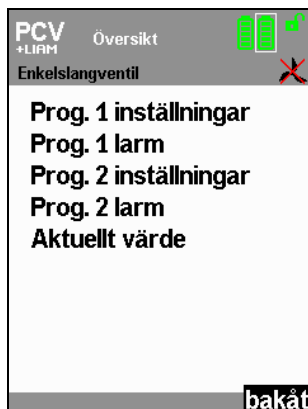 PCV
+LIAM
Översikt
Enkelslangventil
Prog. 1 inställningar
Prog. 1 larm
Prog. 2 inställningar
Prog. 2 larm
Aktuellt värde
bakåt